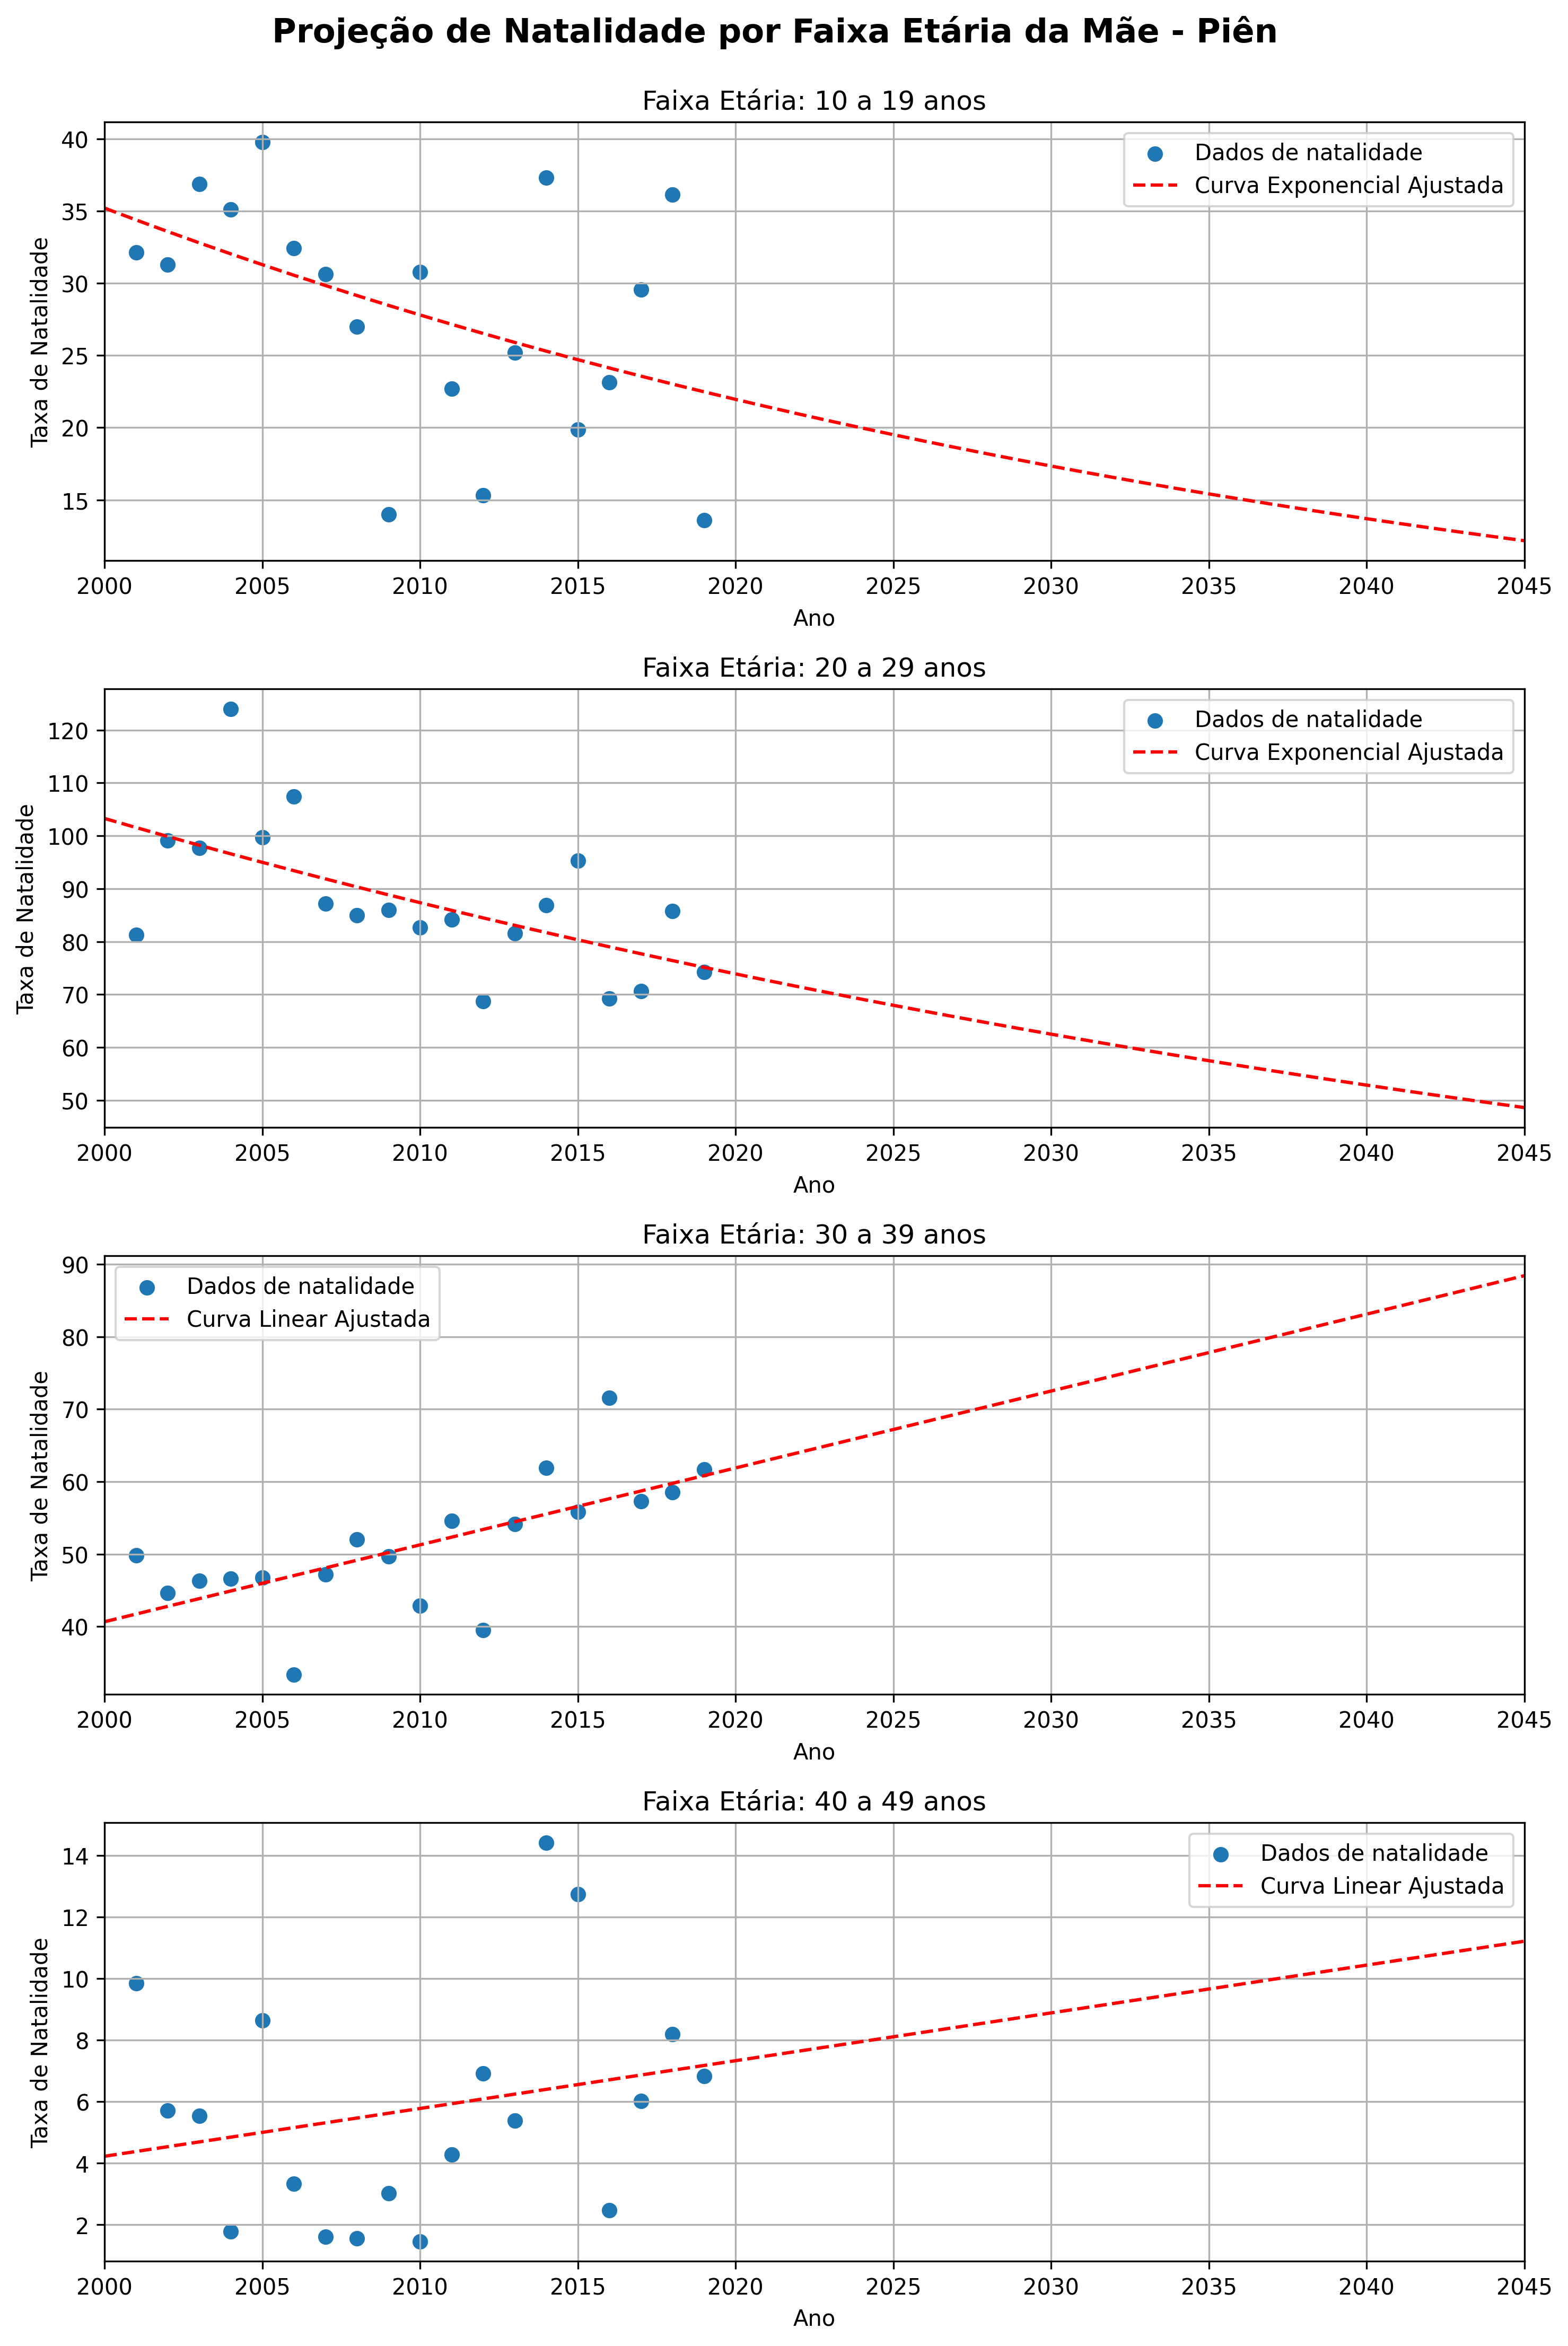 Projeção de Natalidade por Faixa Etária da Mãe - Piên
Faixa Etária: 10 a 19 anos
40
35
30
25
20
15
Taxa de Natalidade
Dados de natalidade
Curva Exponencial Ajustada
2000 2005 2010 2015 2020 2025 2030 2035 2040 2045
Ano
Faixa Etária: 20 a 29 anos
120
110
100
90
80
70
60
50
Taxa de Natalidade
Dados de natalidade
Curva Exponencial Ajustada
2000 2005 2010 2015 2020 2025 2030 2035 2040 2045
Ano
Faixa Etária: 30 a 39 anos
90
80
70
60
50
40
Taxa de Natalidade
Dados de natalidade
Curva Linear Ajustada
2000 2005 2010 2015 2020 2025 2030 2035 2040 2045
Ano
Faixa Etária: 40 a 49 anos
14
12
10
8
6
4
2
Taxa de Natalidade
Dados de natalidade
Curva Linear Ajustada
2000 2005 2010 2015 2020 2025 2030 2035 2040 2045
Ano